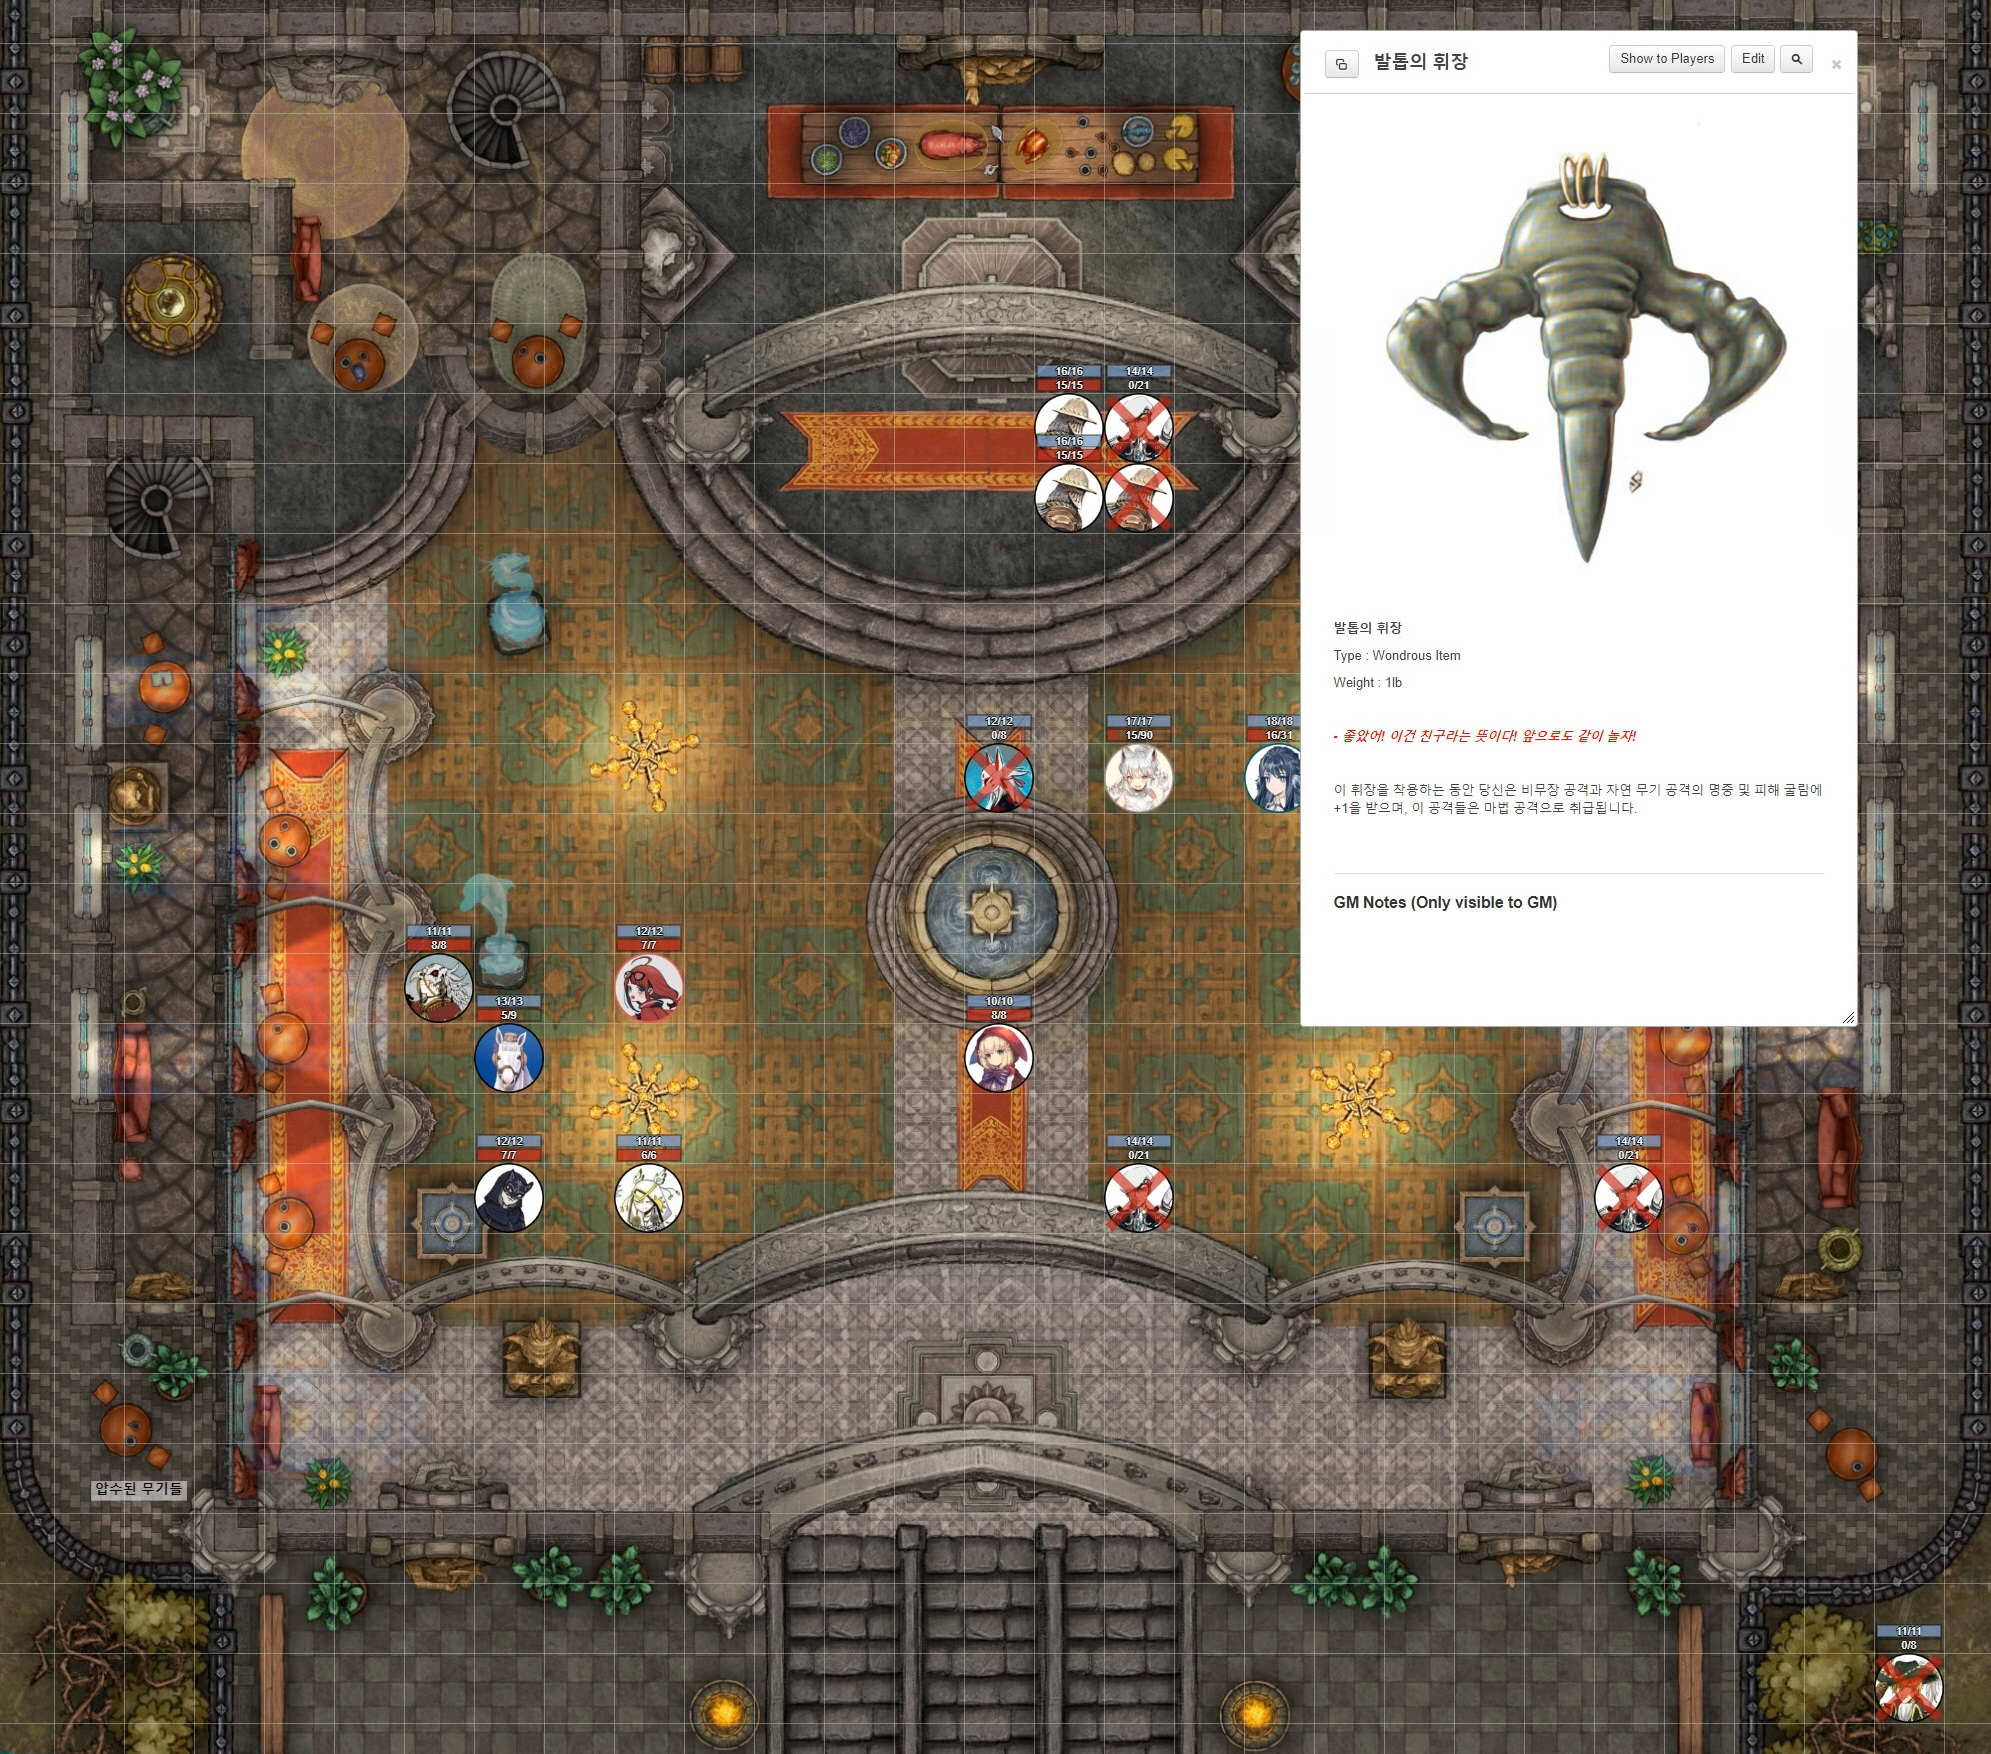 발톱의 휘장
Show to Players
Edit
발톱의 휘장
Type : Wondrous Item
Weight : 1lb
- 좋았어! 이건 친구라는 뜻이다! 앞으로도 같이 놀자!
이 휘장을 착용하는 동안 당신은 비무장 공격과 자연 무기 공격의 명중 및 피해 굴림에
+1을 받으며, 이 공격들은 마법 공격으로 취급됩니다.
GM Notes (Only visible to GM)
16/16
15/15
14/14
0/21
16/16
15/15
12/12
0/8
17/17
15/90
18/18
16/31
11/11
8/8
12/12
7/7
13/13
5/9
10/10
8/8
12/12
7/7
11/11
6/6
14/14
0/21
14/14
0/21
압수된 무기들
11/11
0/8